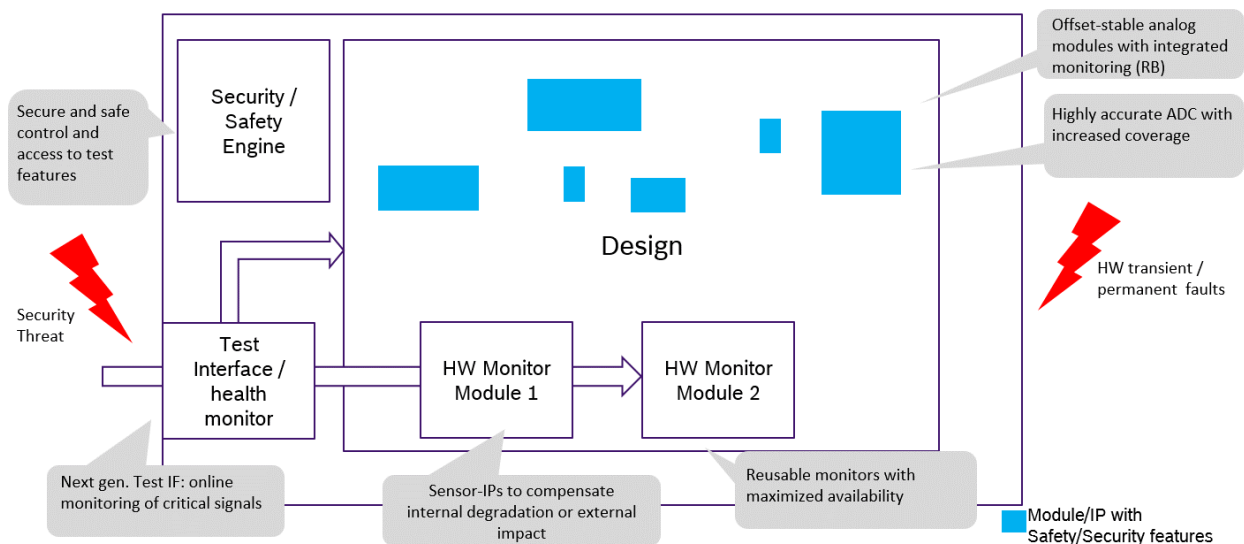 Offset-stable analog
modules with integrated
monitoring (RB)
Security /
Safety
Engine
Secure and safe
control and
access to test
features
Highly accurate ADC with
increased coverage
Design
HW transient /
permanent faults
Security
Threat
Test
Interface /
health
monitor
HW Monitor
Module 1
HW Monitor
Module 2
Next gen. Test IF: online
monitoring of critical signals
Sensor-IPs to compensate
internal degradation or external
impact
Reusable monitors with
maximized availability
Module/IP with
Safety/Security features